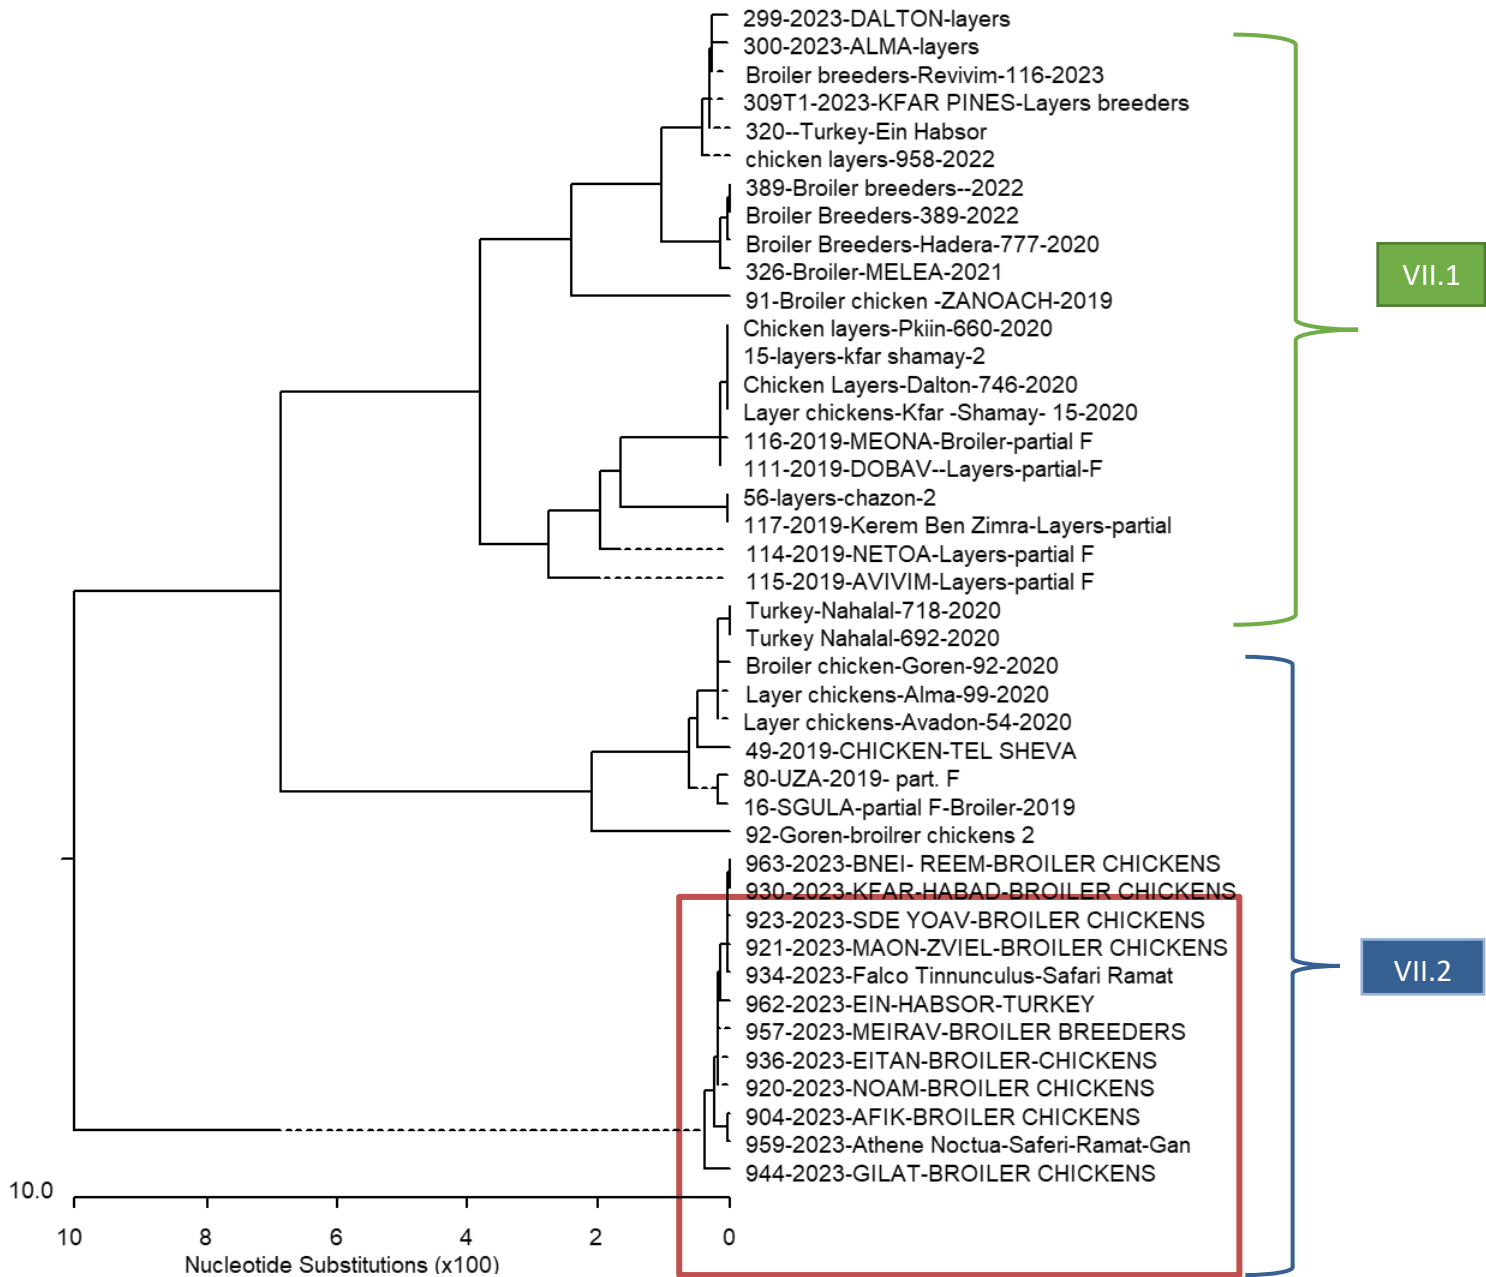 299-2023-DALTON-layers
300-2023-ALMA-layers
Broiler breeders-Revivim-116-2023
309T1-2023-KFAR PINES-Layers breeders
320--Turkey-Ein Habsor
chicken layers-958-2022
389-Broiler breeders--2022
Broiler Breeders-389-2022
Broiler Breeders-Hadera-777-2020
326-Broiler-MELEA-2021
VII.1
91-Broiler chicken -ZANOACH-2019
Chicken layers-Pkiin-660-2020
15-layers-kfar shamay-2
Chicken Layers-Dalton-746-2020
Layer chickens-Kfar -Shamay- 15-2020
116-2019-MEONA-Broiler-partial F
111-2019-DOBAV--Layers-partial-F
56-layers-chazon-2
117-2019-Kerem Ben Zimra-Layers-partial
114-2019-NETOA-Layers-partial F
115-2019-AVIVIM-Layers-partial F
Turkey-Nahalal-718-2020
Turkey Nahalal-692-2020
Broiler chicken-Goren-92-2020
Layer chickens-Alma-99-2020
Layer chickens-Avadon-54-2020
49-2019-CHICKEN-TEL SHEVA
80-UZA-2019- part. F
16-SGULA-partial F-Broiler-2019
92-Goren-broilrer chickens 2
963-2023-BNEI- REEM-BROILER CHICKENS
930-2023-KFAR-HABAD-BROILER CHICKENS
923-2023-SDE YOAV-BROILER CHICKENS
921-2023-MAON-ZVIEL-BROILER CHICKENS
VII.2
934-2023-Falco Tinnunculus-Safari Ramat
962-2023-EIN-HABSOR-TURKEY
957-2023-MEIRAV-BROILER BREEDERS
936-2023-EITAN-BROILER-CHICKENS
920-2023-NOAM-BROILER CHICKENS
904-2023-AFIK-BROILER CHICKENS
959-2023-Athene Noctua-Saferi-Ramat-Gan
944-2023-GILAT-BROILER CHICKENS
10.0
10 8 6 4 2 0
Nucleotide Substitutions (x100)